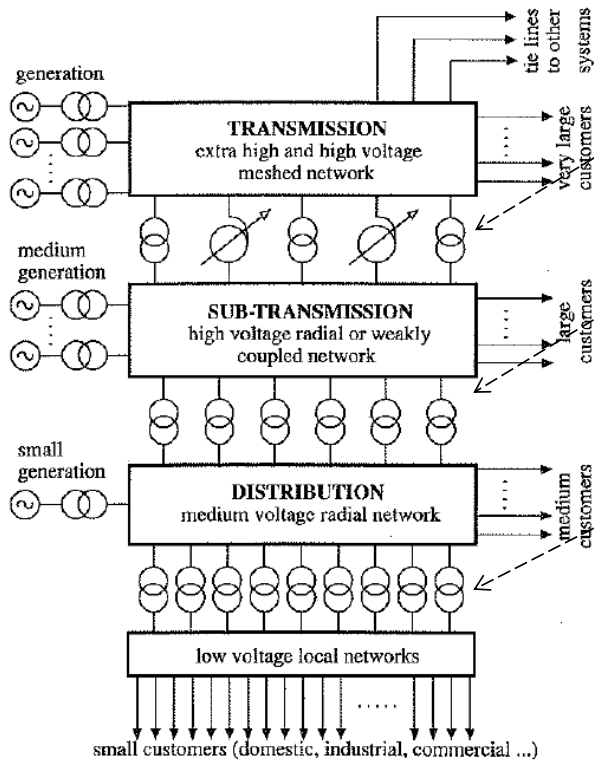 generation
tie lines
to other
systems
TRANSMISSION
extra high and high voltage
meshed network
very large
customers
medium
generation
SUB-TRANSMISSION
high voltage radial or weakly
coupled network
large
customers
small
generation
DISTRIBUTION
medium voltage radial network
medium
customers
low voltage local networks
small customers (domestic, industrial, commercial ...)